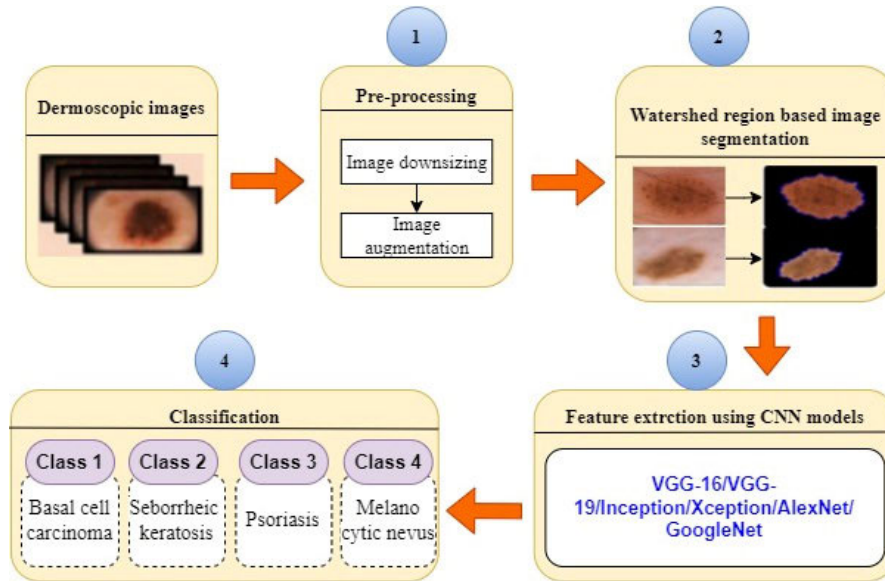 1
2
Dermoscopic images
Pre-processing
Image downsizing
Image
augmentation
Watershed region based image
segmentation
4
3
Classification
Class 1
Class 2
Class 3
Class 4
Basal cell
carcinoma
Seborrheic
keratosis
Psoriasis
Melano
cytic nevus
Feature extrction using CNN models
VGG-16/VGG-
19/Inception/Xception/AlexNet/
GoogleNet